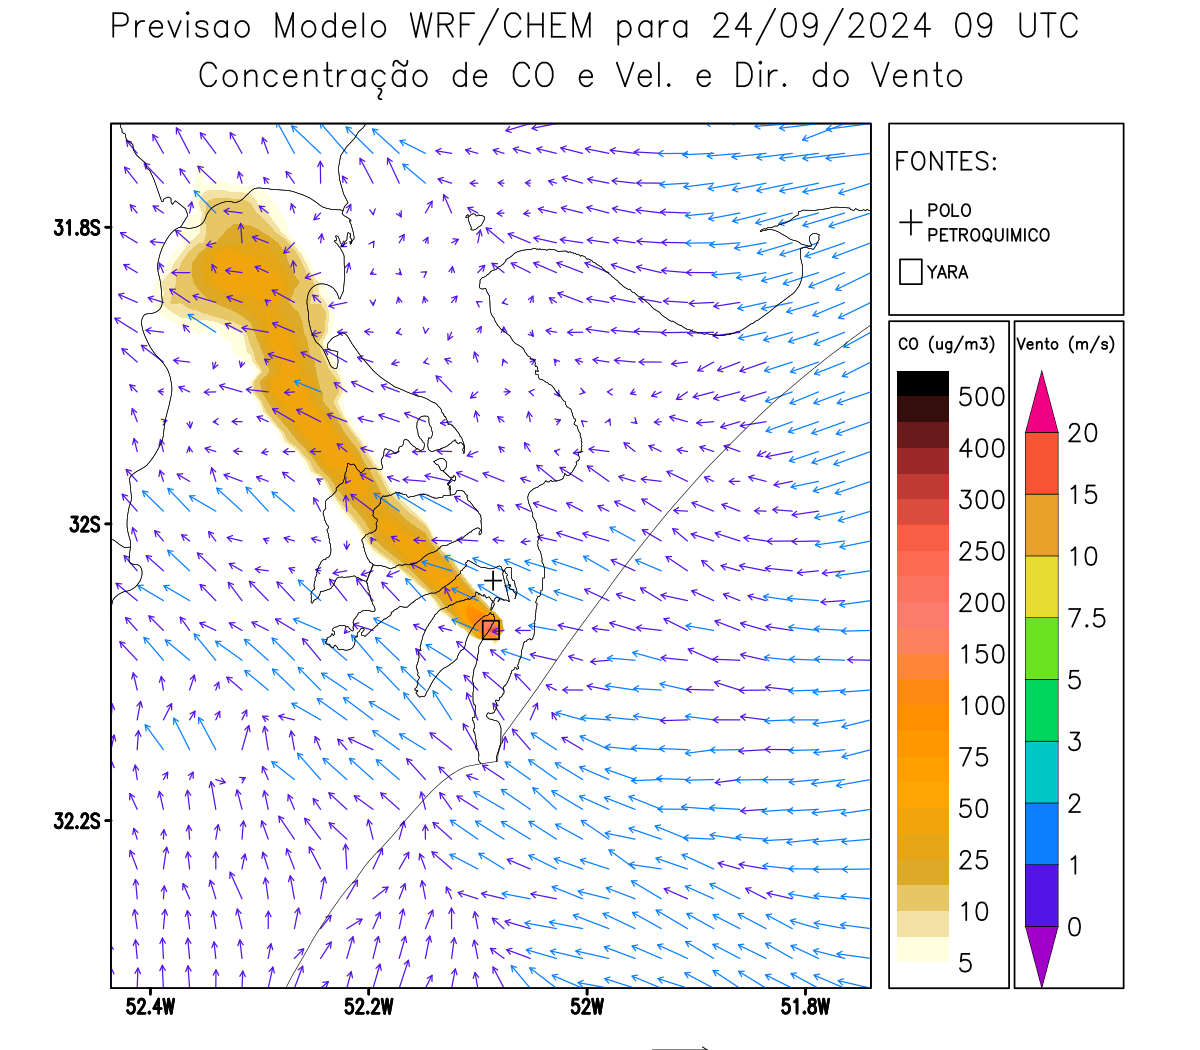 Previsao Modelo WRF/CHEM para 24/09/2024 09 UTC
Concentração de CO e Vel. e Dir. do Vento
FONTES:
POLO
PETROQUIMICO
YARA
CO (ug/m3)
500
400
300
250
200
150
100
75
50
25
10
5
Vento (m/s)
20
15
10
7.5
5
3
2
1
0
31.8S
32S
32.2S
52.4W
52.2W
52W
51.8W